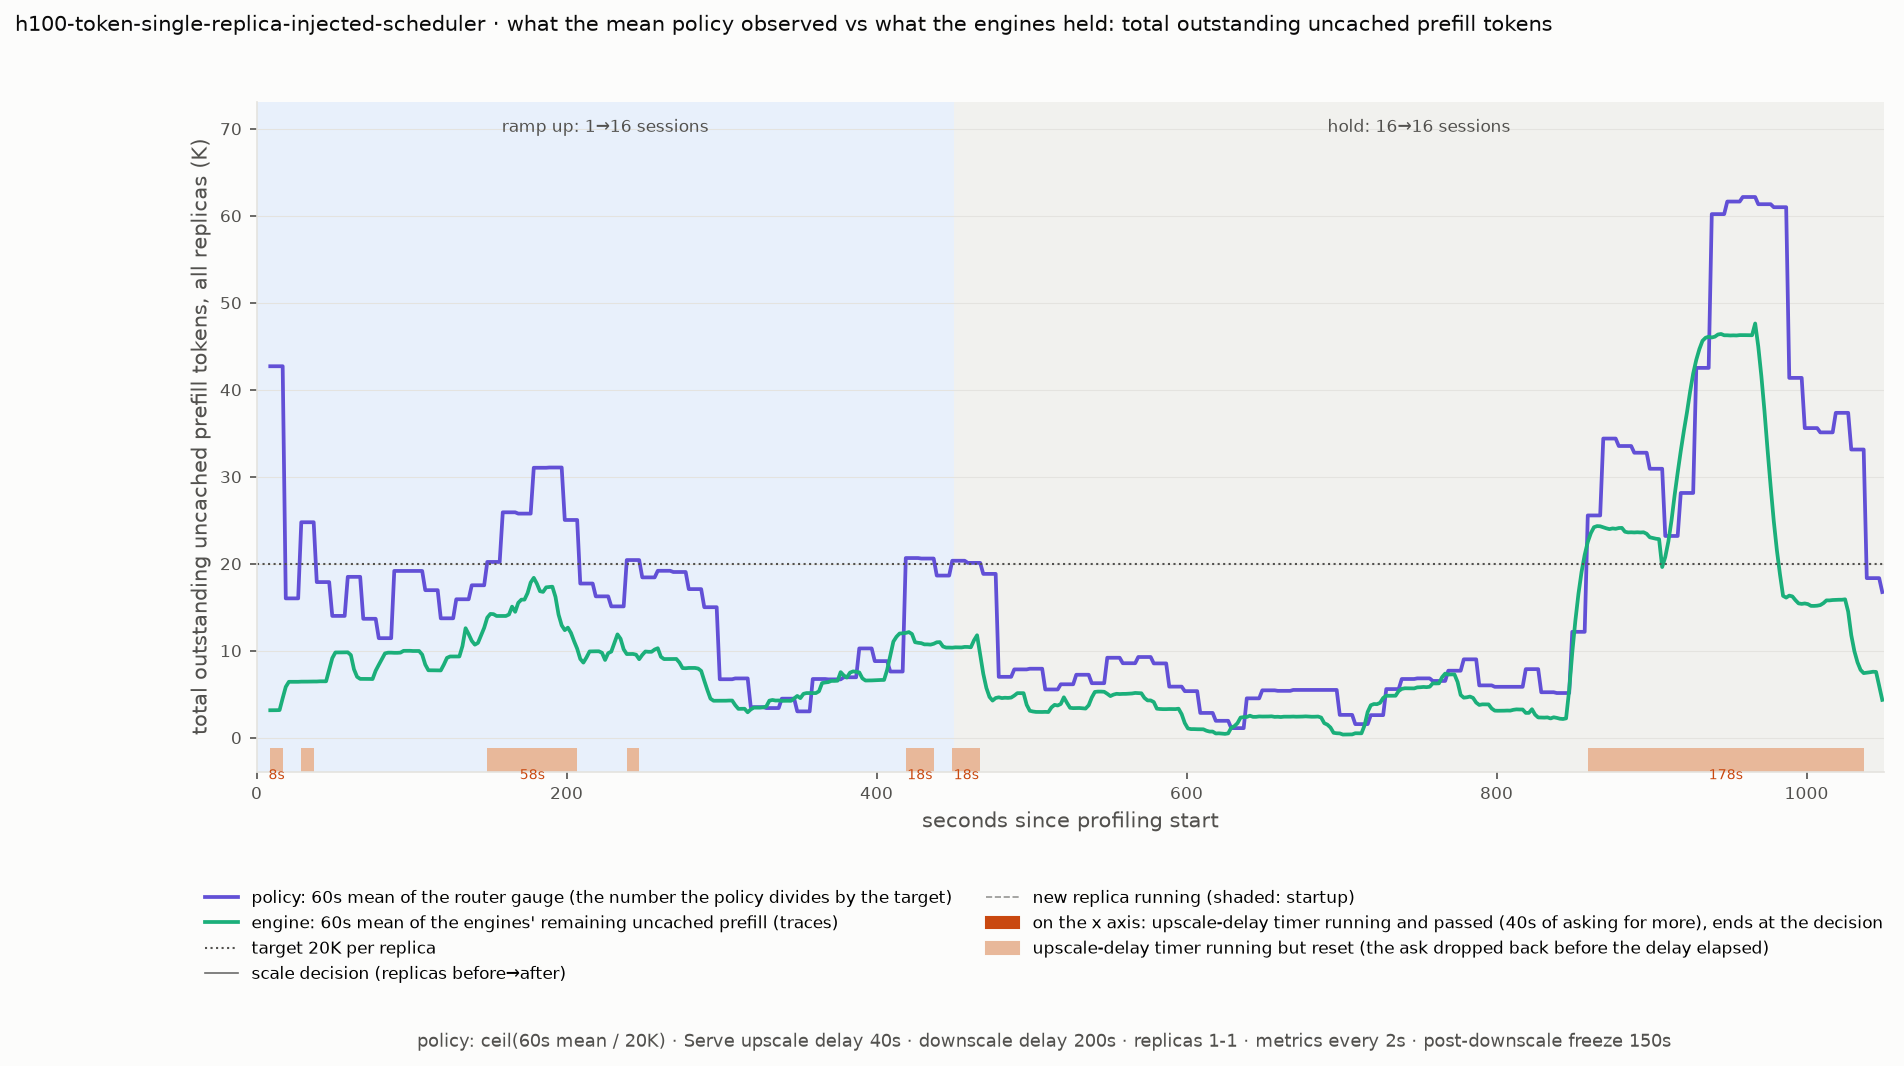 h100-token-single-replica-injected-scheduler · what the mean policy observed vs what the engines held: total outstanding uncached prefill tokens
ramp up: 1→16 sessions
hold: 16→16 sessions
total outstanding uncached prefill tokens, all replicas (K)
70
60
50
40
30
20
10
0
8s
58s
18s
18s
178s
0
200
400
600
800
1000
seconds since profiling start
policy: 60s mean of the router gauge (the number the policy divides by the target)
engine: 60s mean of the engines' remaining uncached prefill (traces)
target 20K per replica
scale decision (replicas before→after)
new replica running (shaded: startup)
on the x axis: upscale-delay timer running and passed (40s of asking for more), ends at the decision
upscale-delay timer running but reset (the ask dropped back before the delay elapsed)
policy: ceil(60s mean / 20K) · Serve upscale delay 40s · downscale delay 200s · replicas 1-1 · metrics every 2s · post-downscale freeze 150s